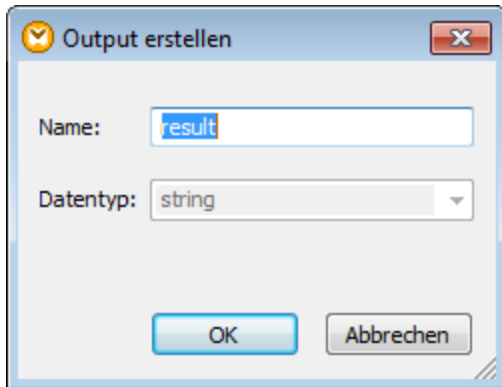 Output erstellen
Name: result
Datentyp: string
OK Abbrechen